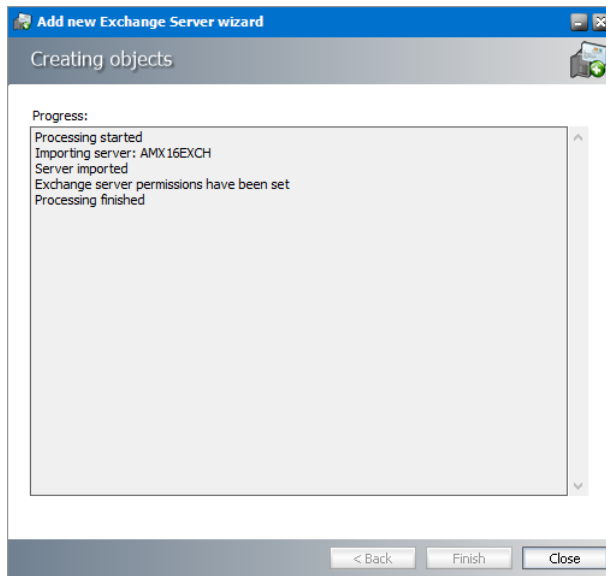 Add new Exchange Server wizard
Creating objects
Progress:
Processing started
Importing server: AMX16EXCH
Server imported
Exchange server permissions have been set
Processing finished
< Back
Finish
Close